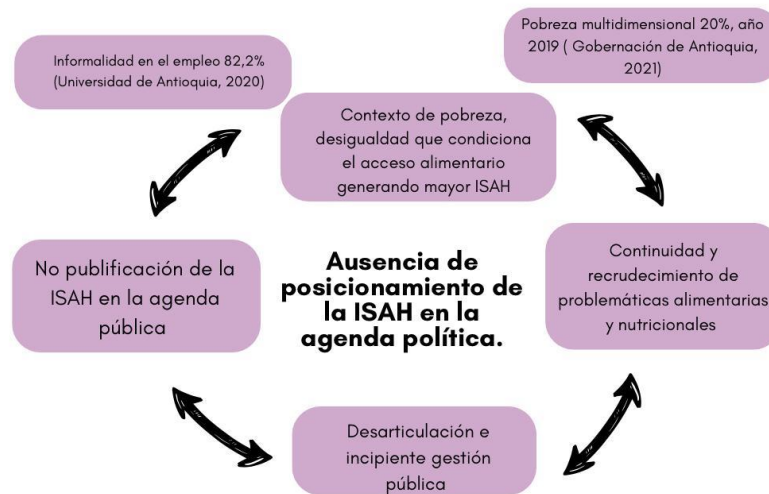 Informalidad en el empleo 82,2%
(Universidad de Antioquia, 2020)
Pobreza multidimensional 20%, año
2019 ( Gobernación de Antioquia,
2021)
Contexto de pobreza,
desigualdad que condiciona
el acceso alimentario
generando mayor ISAH
No publificación de la
ISAH en la agenda
pública
Ausencia de
posicionamiento de
la ISAH en la
agenda política.
Continuidad y
recrudecimiento de
problemáticas alimentarias
y nutricionales
Desarticulación e
incipiente gestión
pública